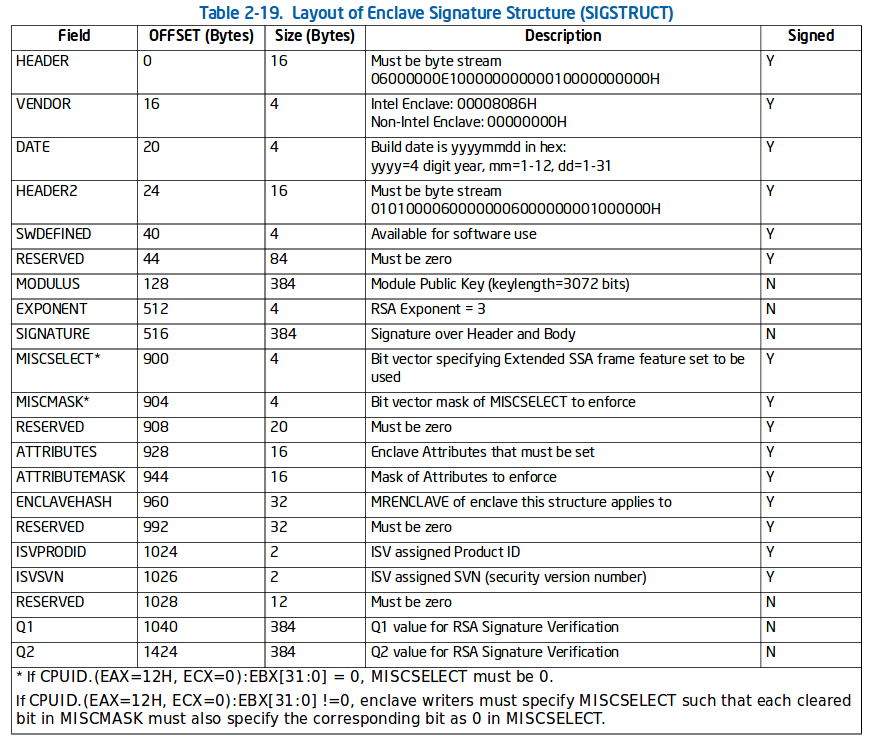 Table 2-19. Layout of Enclave Signature Structure (SIGSTRUCT)
Field OFFSET (Bytes) Size (Bytes) Description Signed
HEADER 0 16 Must be byte stream Y
06000000E10000000000010000000000H
VENDOR 16 4 Intel Enclave: 00008086H Y
Non-Intel Enclave: 00000000H
DATE 20 4 Build date is yyyymmdd in hex: Y
yyyy=4 digit year, mm=1-12, dd=1-31
HEADER2 24 16 Must be byte stream Y
01010000600000006000000001000000H
SWDEFINED 40 4 Available for software use Y
RESERVED 44 84 Must be zero Y
MODULUS 128 384 Module Public Key (keylength=3072 bits) N
EXPONENT 512 4 RSA Exponent = 3 N
SIGNATURE 516 384 Signature over Header and Body N
MISCSELECT* 900 4 Bit vector specifying Extended SSA frame feature set to be Y
used
MISCMASK* 904 4 Bit vector mask of MISCSELECT to enforce Y
RESERVED 908 20 Must be zero Y
ATTRIBUTES 928 16 Enclave Attributes that must be set Y
ATTRIBUTEMASK 944 16 Mask of Attributes to enforce Y
ENCLAVEHASH 960 32 MRENCLAVE of enclave this structure applies to Y
RESERVED 992 32 Must be zero Y
ISVPRODID 1024 2 ISV assigned Product ID Y
ISVSVN 1026 2 ISV assigned SVN (security version number) Y
RESERVED 1028 12 Must be zero N
Q1 1040 384 Q1 value for RSA Signature Verification N
Q2 1424 384 Q2 value for RSA Signature Verification N
* If CPUID.(EAX=12H, ECX=0):EBX[31:0] = 0, MISCSELECT must be 0.
If CPUID.(EAX=12H, ECX=0):EBX[31:0] !=0, enclave writers must specify MISCSELECT such that each cleared
bit in MISCMASK must also specify the corresponding bit as 0 in MISCSELECT.